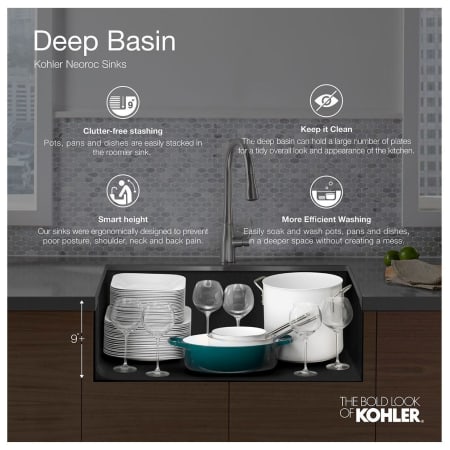 Deep Basin
Kohler Neoroc Sinks
9"
Clutter-free stashing
Pots, pans and dishes are easily stacked in
the roomier sink.
Keep it Clean
The deep basin can hold a large number of plates
for a tidy overall look and appearance of the kitchen.
Smart height
Our sinks were ergonomically designed to prevent
poor posture, shoulder, neck and back pain.
More Efficient Washing
Easily soak and wash pots, pans and dishes,
in a deeper space without creating a mess.
9"+
THE BOLD LOOK
OF KOHLER®